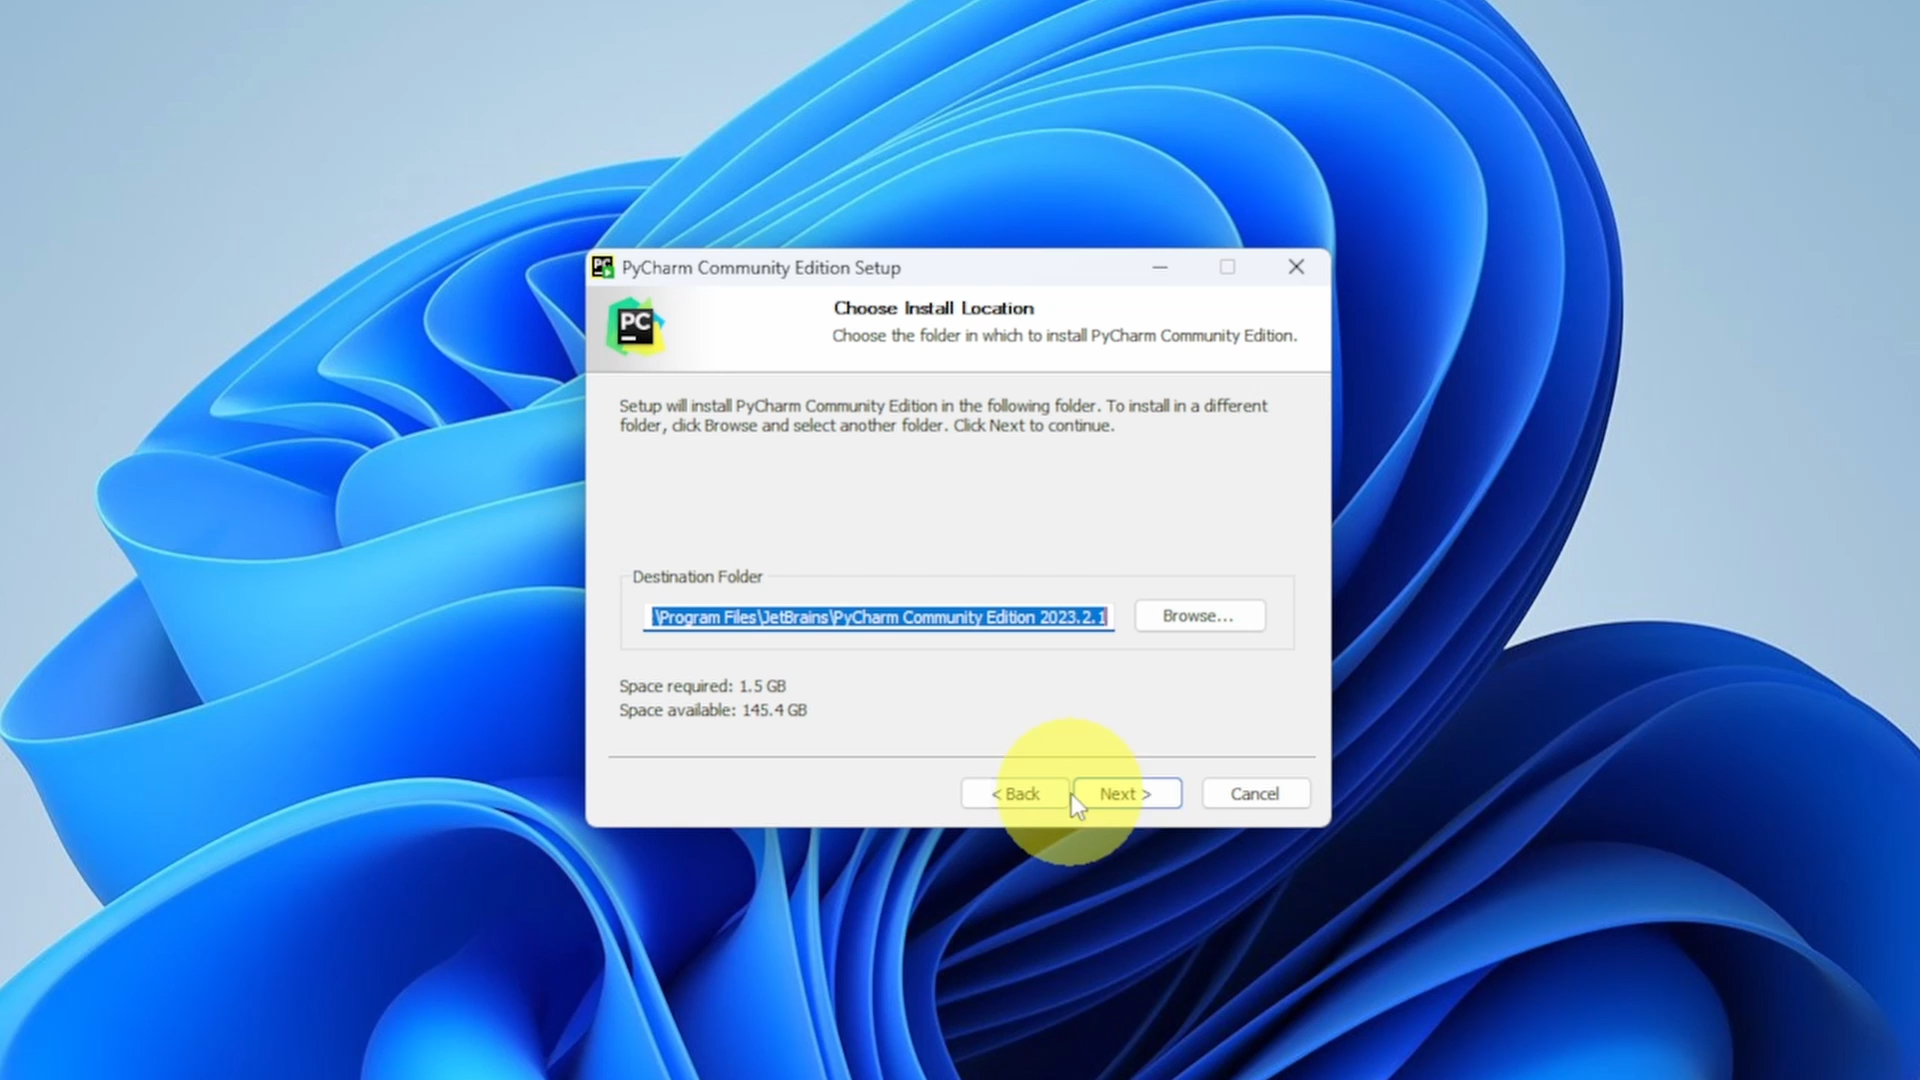 PyCharm Community Edition Setup
PC
Choose Install Location
Choose the folder in which to install PyCharm Community Edition.
Setup will install PyCharm Community Edition in the following folder. To install in a different
folder, click Browse and select another folder. Click Next to continue.
Destination Folder
\Program Files\JetBrains\PyCharm Community Edition 2023.2.1
Browse...
Space required: 1.5 GB
Space available: 145.4 GB
< Back
Next >
Cancel